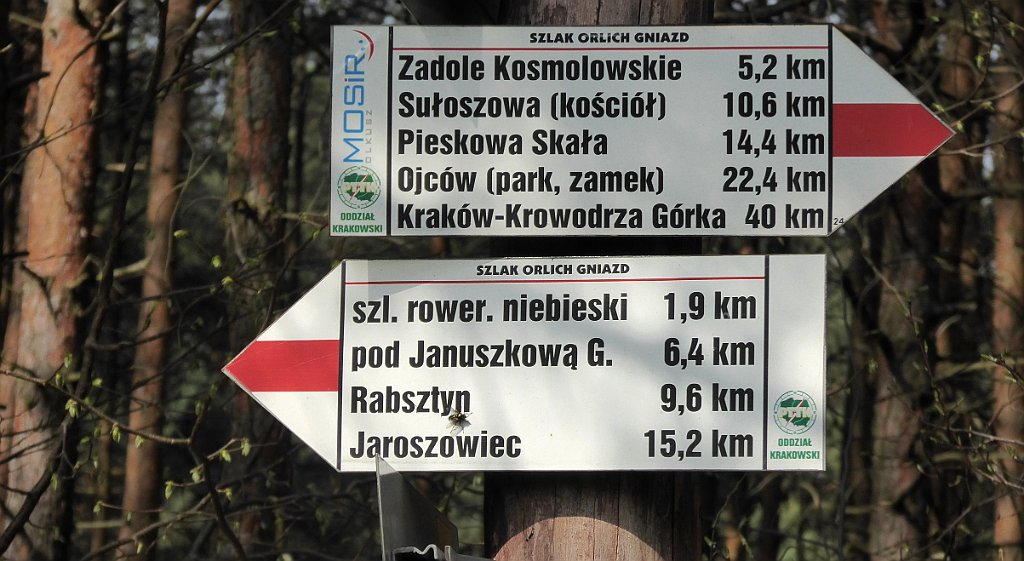 SZLAK ORLICH GNIAZD
MOSiR
OLKUSZ
Zadole Kosmolowskie 5,2 km
Sułoszowa (kościół) 10,6 km
Pieskowa Skała 14,4 km
Ojców (park, zamek) 22,4 km
Kraków-Krowodrza Górka 40 km
PTTK
ODDZIAŁ
KRAKOWSKI
24
SZLAK ORLICH GNIAZD
szl. rower. niebieski 1,9 km
pod Januszkową G. 6,4 km
Rabsztyn 9,6 km
Jaroszowiec 15,2 km
PTTK
ODDZIAŁ
KRAKOWSKI